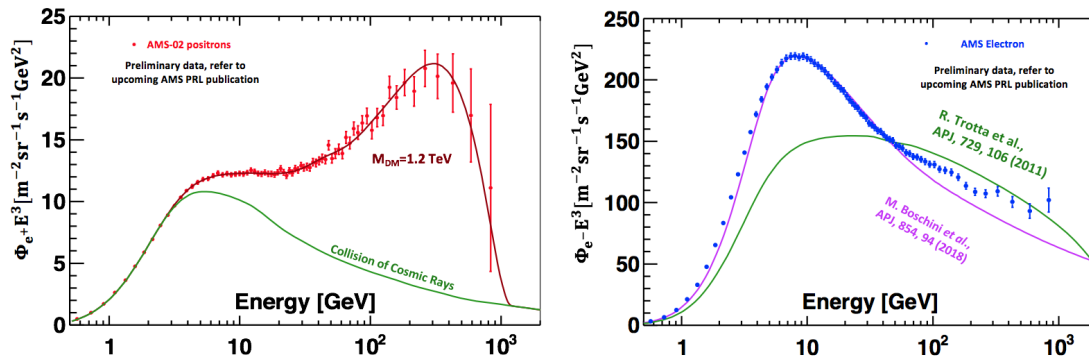 25
20
15
10
5
0
Φe+E³ [m⁻²sr⁻¹s⁻¹GeV²]
AMS-02 positrons
Preliminary data, refer to
upcoming AMS PRL publication
M_DM=1.2 TeV
Collision of Cosmic Rays
Energy [GeV]
1
10
10²
10³
250
200
150
100
50
0
Φe-E³ [m⁻²sr⁻¹s⁻¹GeV²]
AMS Electron
Preliminary data, refer to
upcoming AMS PRL publication
R. Trotta et al.,
APJ, 729, 106 (2011)
M. Boschini et al.,
APJ, 854, 94 (2018)
Energy [GeV]
1
10
10²
10³